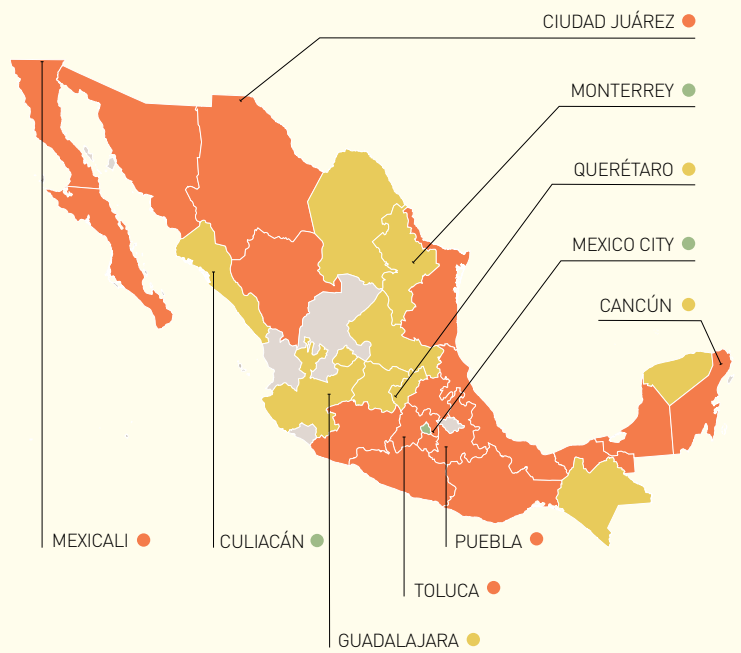 CIUDAD JUÁREZ
MONTERREY
QUERÉTARO
MEXICO CITY
CANCÚN
MEXICALI
CULIACÁN
PUEBLA
TOLUCA
GUADALAJARA